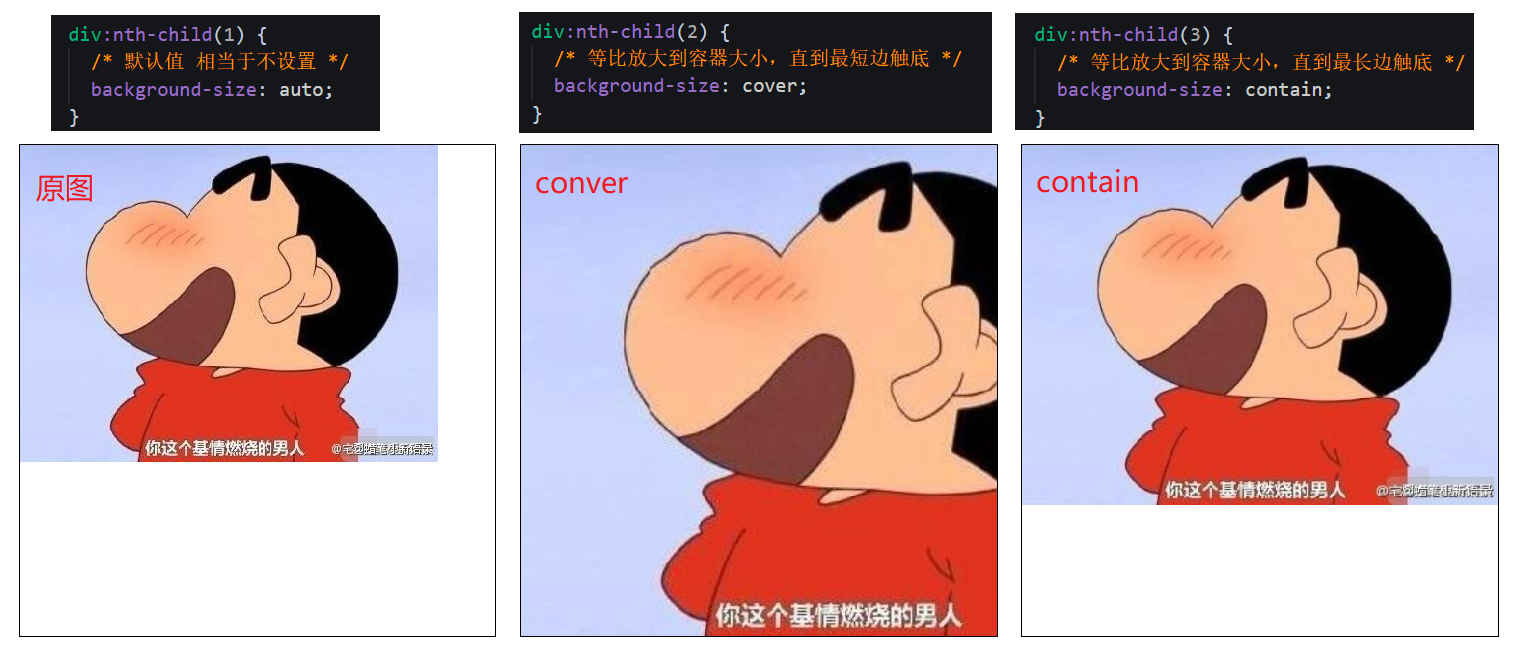 div:nth-child(1) {
/* 默认值 相当于不设置 */
background-size: auto;
}
div:nth-child(2) {
/* 等比放大到容器大小，直到最短边触底 */
background-size: cover;
}
div:nth-child(3) {
/* 等比放大到容器大小，直到最长边触底 */
background-size: contain;
}
原图
你这个基情燃烧的男人
conver
你这个基情燃烧的男人
contain
你这个基情燃烧的男人